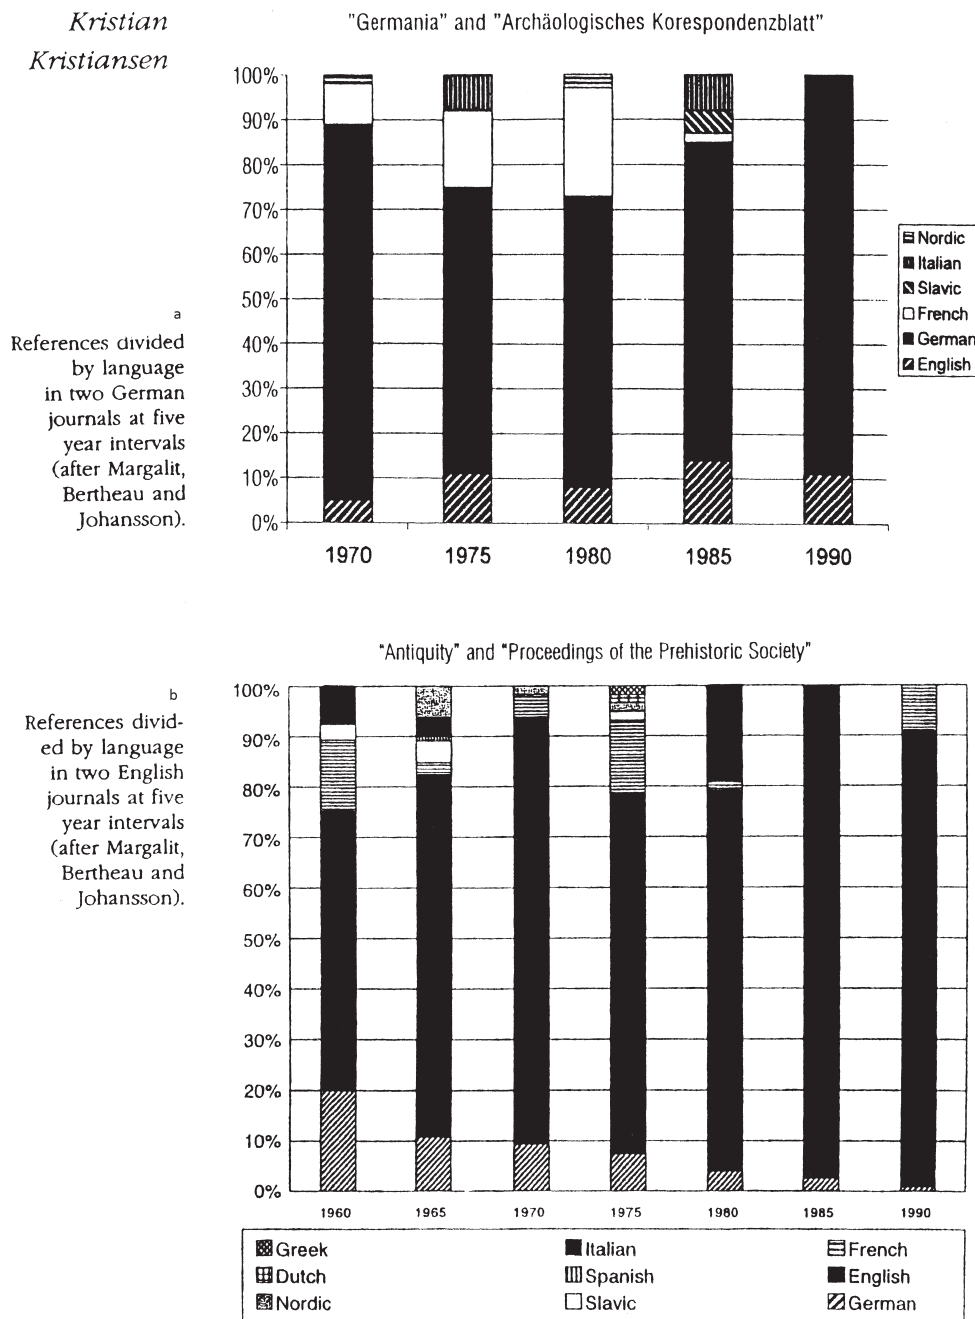 Kristian
Kristiansen
"Germania" and "Archäologisches Korespondenzblatt"
100%
90%
80%
70%
60%
50%
40%
30%
20%
10%
0%
1970 1975 1980 1985 1990
Nordic
Italian
Slavic
French
German
English
a
References divided
by language
in two German
journals at five
year intervals
(after Margalit,
Bertheau and
Johansson).
"Antiquity" and "Proceedings of the Prehistoric Society"
b
References divid-
ed by language
in two English
journals at five
year intervals
(after Margalit,
Bertheau and
Johansson).
100%
90%
80%
70%
60%
50%
40%
30%
20%
10%
0%
1960 1965 1970 1975 1980 1985 1990
Greek Italian French
Dutch Spanish English
Nordic Slavic German